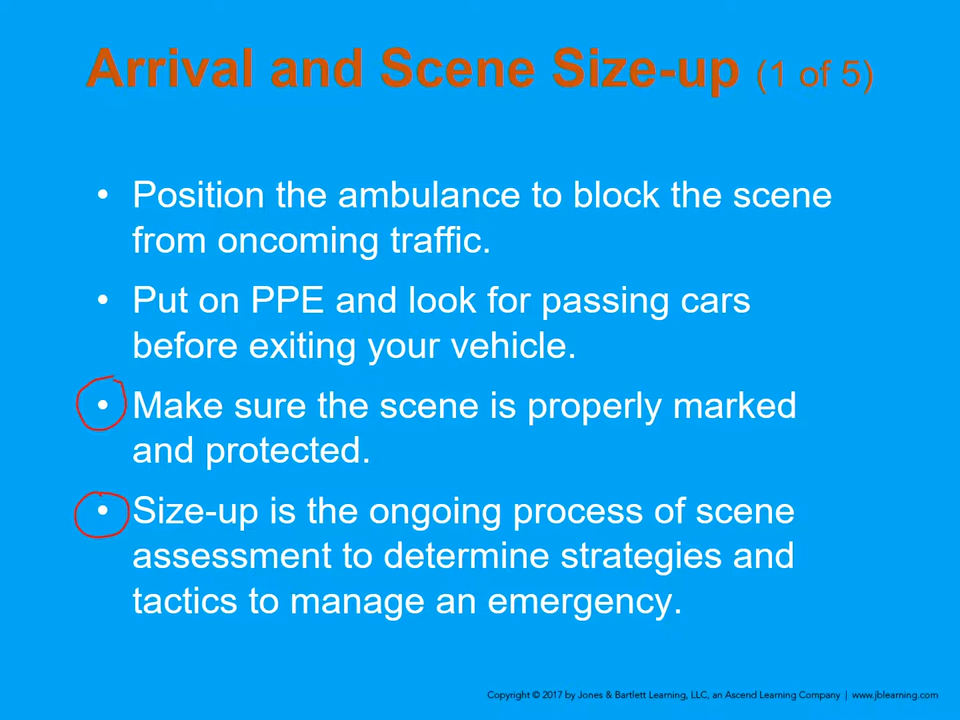 Arrival and Scene Size-up (1 of 5)
• Position the ambulance to block the scene
from oncoming traffic.
• Put on PPE and look for passing cars
before exiting your vehicle.
• Make sure the scene is properly marked
and protected.
• Size-up is the ongoing process of scene
assessment to determine strategies and
tactics to manage an emergency.
Copyright © 2017 by Jones & Bartlett Learning, LLC, an Ascend Learning Company | www.jblearning.com